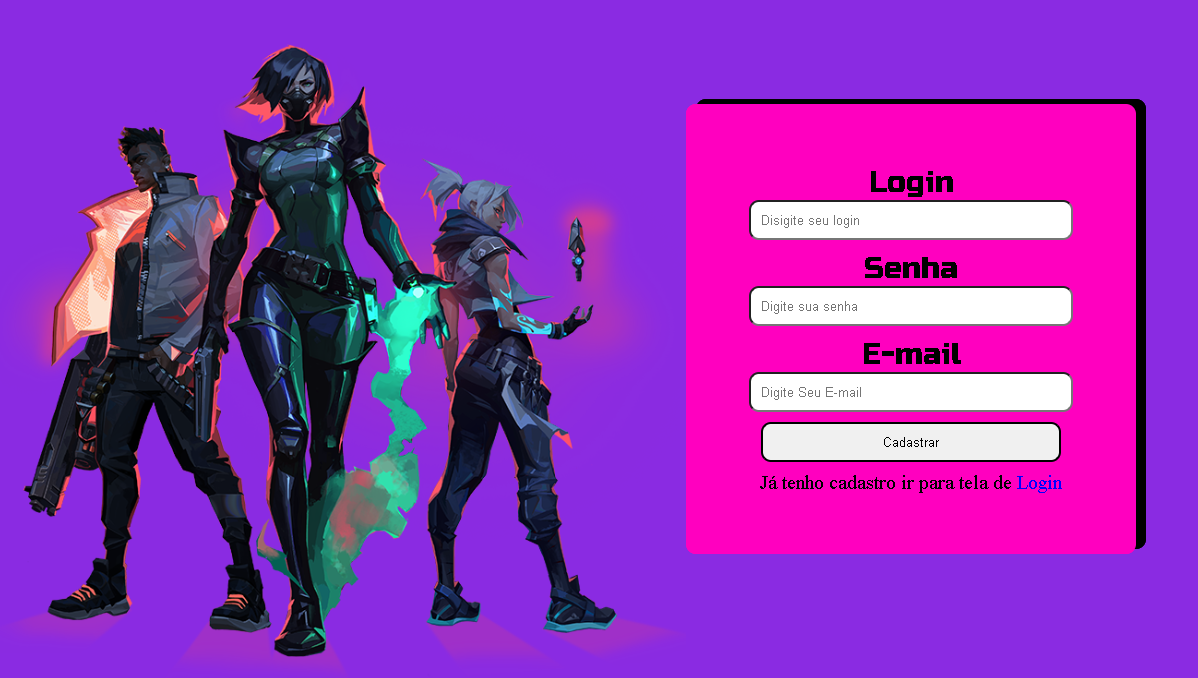 Login
Disigite seu login
Senha
Digite sua senha
E-mail
Digite Seu E-mail
Cadastrar
Já tenho cadastro ir para tela de Login